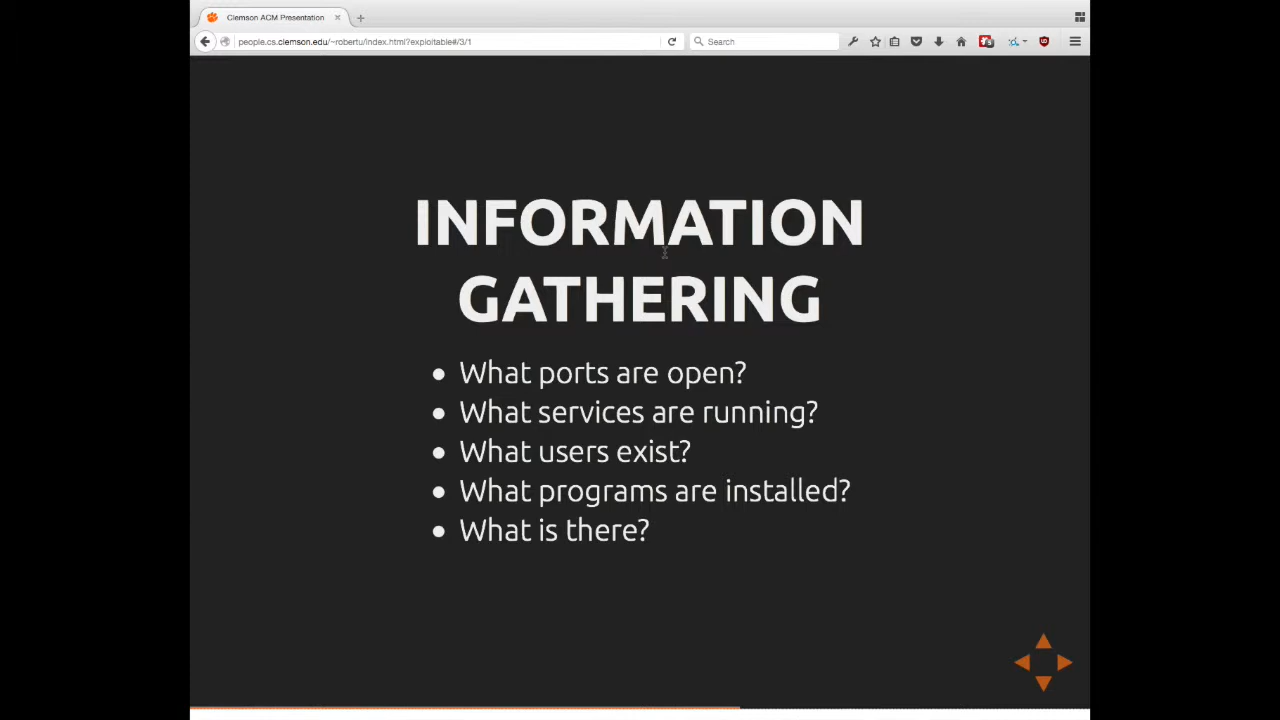 Clemson ACM Presentation
people.cs.clemson.edu/~robertu/index.html?exploitable#/3/1
Search
INFORMATION
GATHERING
What ports are open?
What services are running?
What users exist?
What programs are installed?
What is there?